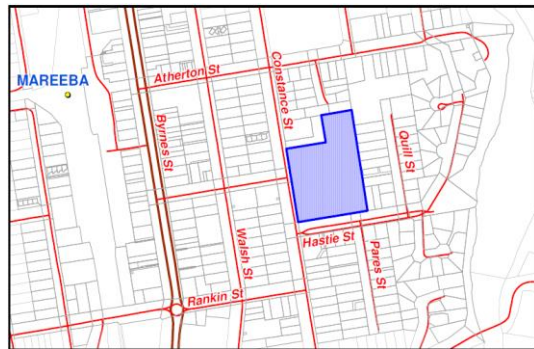 MAREEBA
Atherton St
Constance St
Byrnes St
Quill St
Walsh St
Hastie St
Pares St
Rankin St